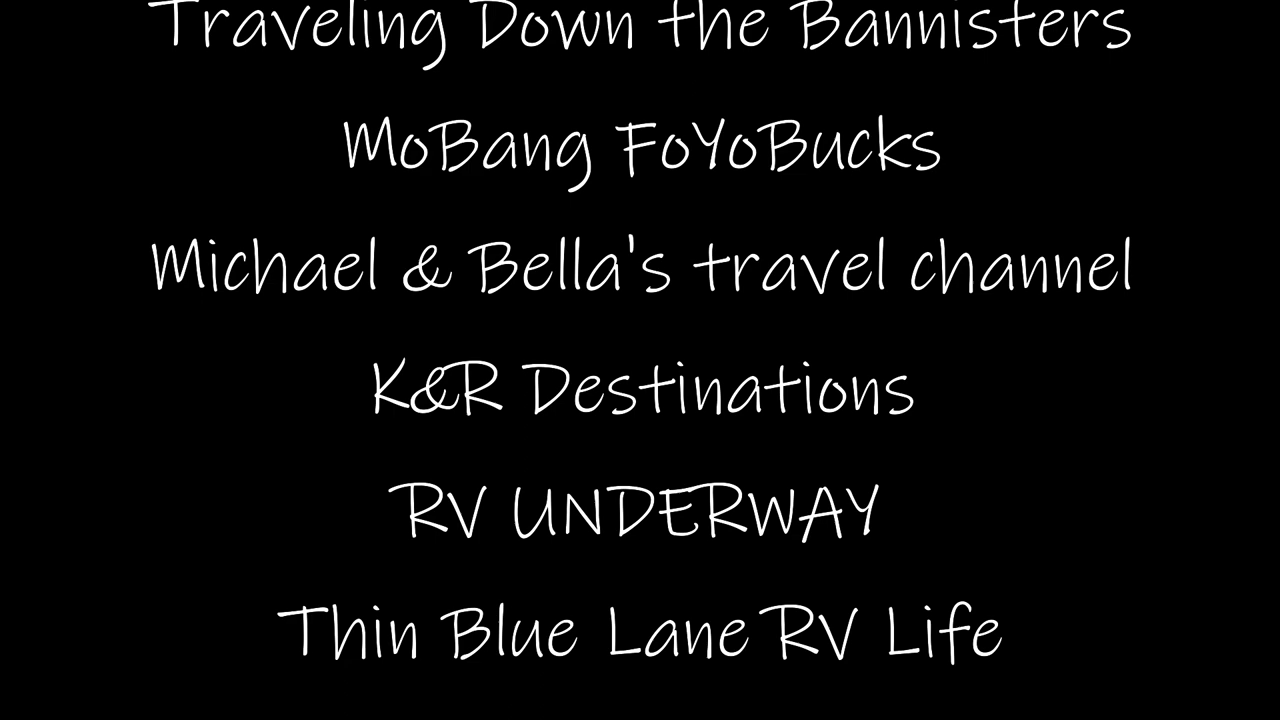 Traveling Down the Bannisters
MoBang FoYoBucks
Michael & Bella's travel channel
K&R Destinations
RV UNDERWAY
Thin Blue Lane RV Life